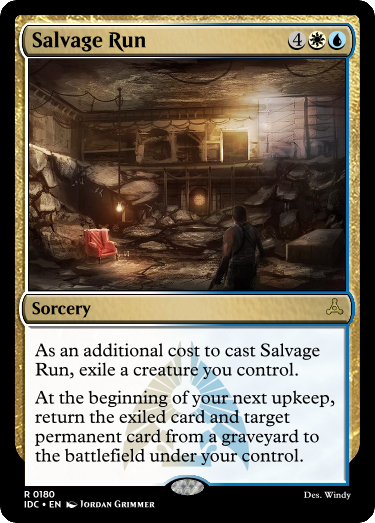 Salvage Run 4
Sorcery
As an additional cost to cast Salvage
Run, exile a creature you control.
At the beginning of your next upkeep,
return the exiled card and target
permanent card from a graveyard to
the battlefield under your control.
R 0180
IDC • EN Jordan Grimmer
Des. Windy